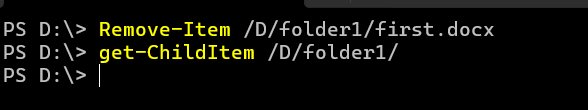 PS D:\> Remove-Item /D/folder1/first.docx
PS D:\> get-ChildItem /D/folder1/
PS D:\>